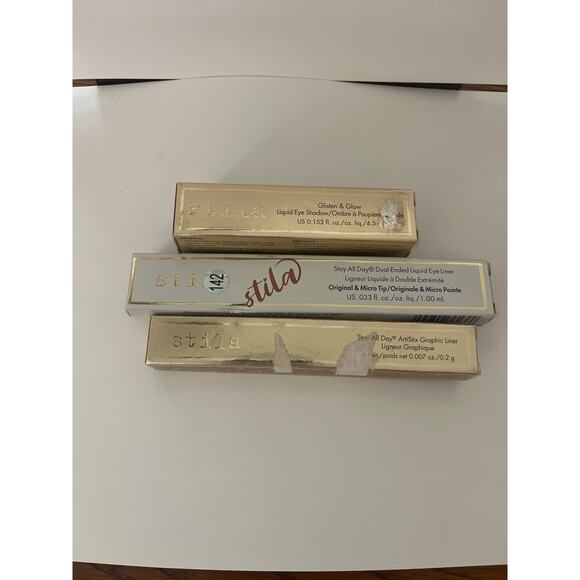 stila
Glisten & Glow
Liquid Eye Shadow/Ombre à Paupière
US 0.153 fl. oz./oz. liq./4.5
sti
142
stila
Stay All Day® Dual-Ended Liquid Eye Liner
Ligneur Liquide à Double Extrémité
Original & Micro Tip/Originale & Micro Pointe
US .033 fl. oz./oz. liq./1.00 mL
stila
Stay All Day® ArtiStix Graphic Liner
Ligneur Graphique
/poids net 0.007 oz./0.2 g